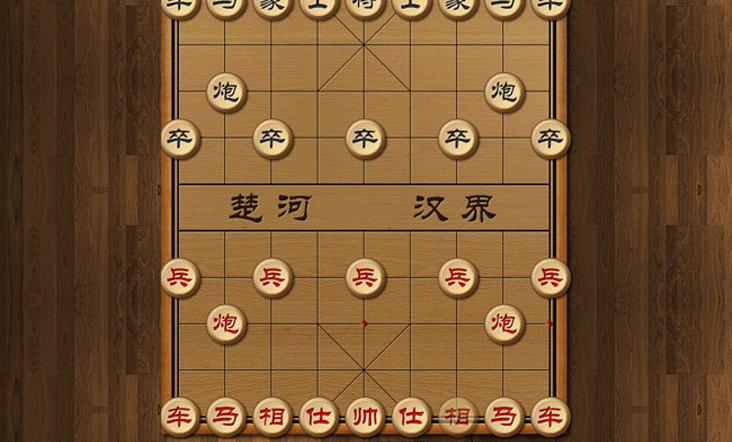 车马象士将士象马车
炮 炮
卒 卒 卒 卒 卒
楚河 汉界
兵 兵 兵 兵 兵
炮 炮
车马相仕帅仕相马车